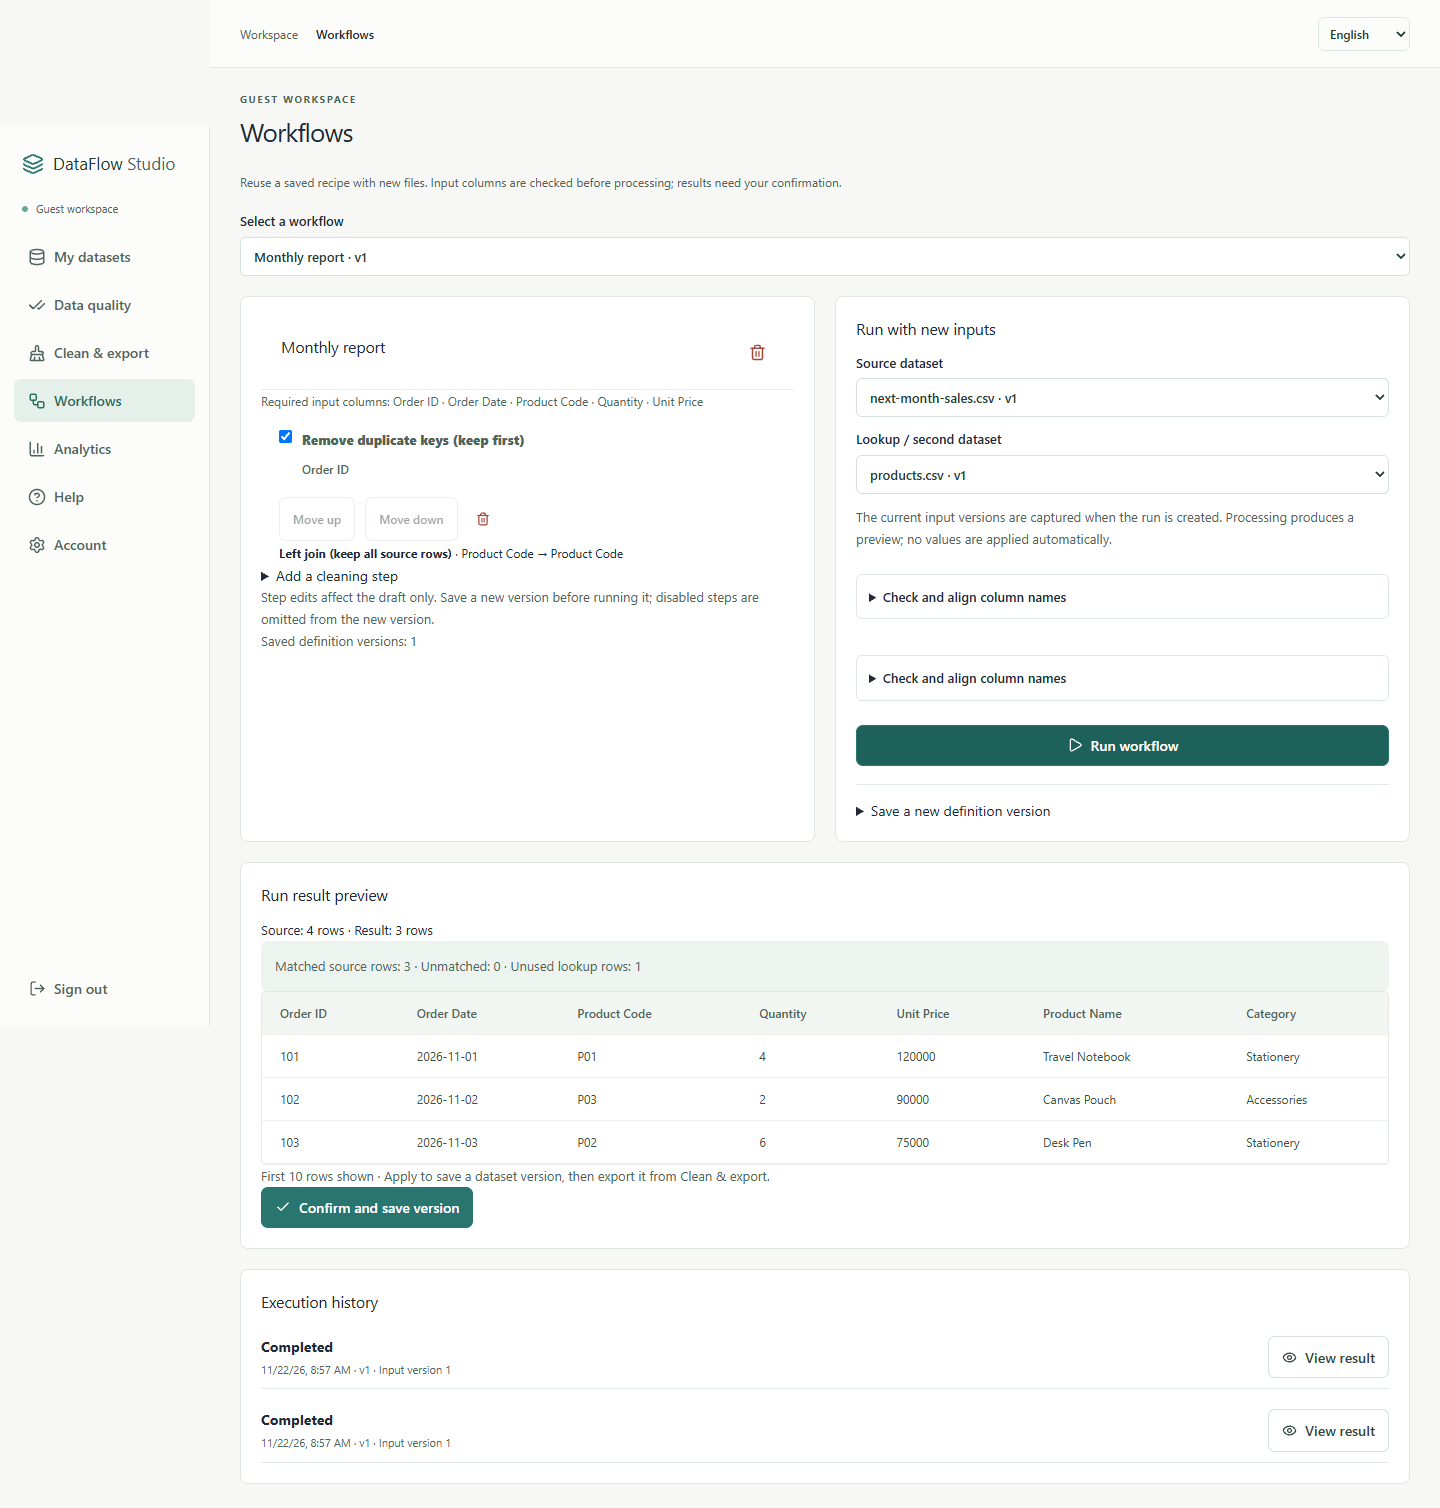 Workspace Workflows English
GUEST WORKSPACE
Workflows
DataFlow Studio
Guest workspace
My datasets
Data quality
Clean & export
Workflows
Analytics
Help
Account
Sign out
Reuse a saved recipe with new files. Input columns are checked before processing; results need your confirmation.
Select a workflow
Monthly report · v1
Monthly report
Required input columns: Order ID · Order Date · Product Code · Quantity · Unit Price
Remove duplicate keys (keep first)
Order ID
Move up Move down
Left join (keep all source rows) · Product Code → Product Code
Add a cleaning step
Step edits affect the draft only. Save a new version before running it; disabled steps are
omitted from the new version.
Saved definition versions: 1
Run with new inputs
Source dataset
next-month-sales.csv · v1
Lookup / second dataset
products.csv · v1
The current input versions are captured when the run is created. Processing produces a
preview; no values are applied automatically.
Check and align column names
Check and align column names
Run workflow
Save a new definition version
Run result preview
Source: 4 rows · Result: 3 rows
Matched source rows: 3 · Unmatched: 0 · Unused lookup rows: 1
Order ID Order Date Product Code Quantity Unit Price Product Name Category
101 2026-11-01 P01 4 120000 Travel Notebook Stationery
102 2026-11-02 P03 2 90000 Canvas Pouch Accessories
103 2026-11-03 P02 6 75000 Desk Pen Stationery
First 10 rows shown · Apply to save a dataset version, then export it from Clean & export.
Confirm and save version
Execution history
Completed
11/22/26, 8:57 AM · v1 · Input version 1
View result
Completed
11/22/26, 8:57 AM · v1 · Input version 1
View result